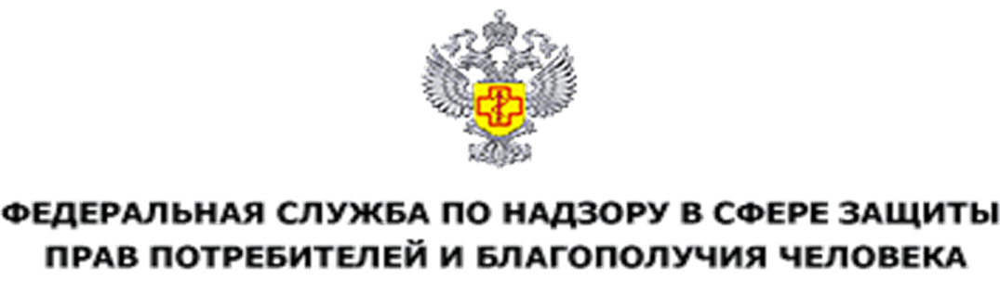 ФЕДЕРАЛЬНАЯ СЛУЖБА ПО НАДЗОРУ В СФЕРЕ ЗАЩИТЫ
ПРАВ ПОТРЕБИТЕЛЕЙ И БЛАГОПОЛУЧИЯ ЧЕЛОВЕКА